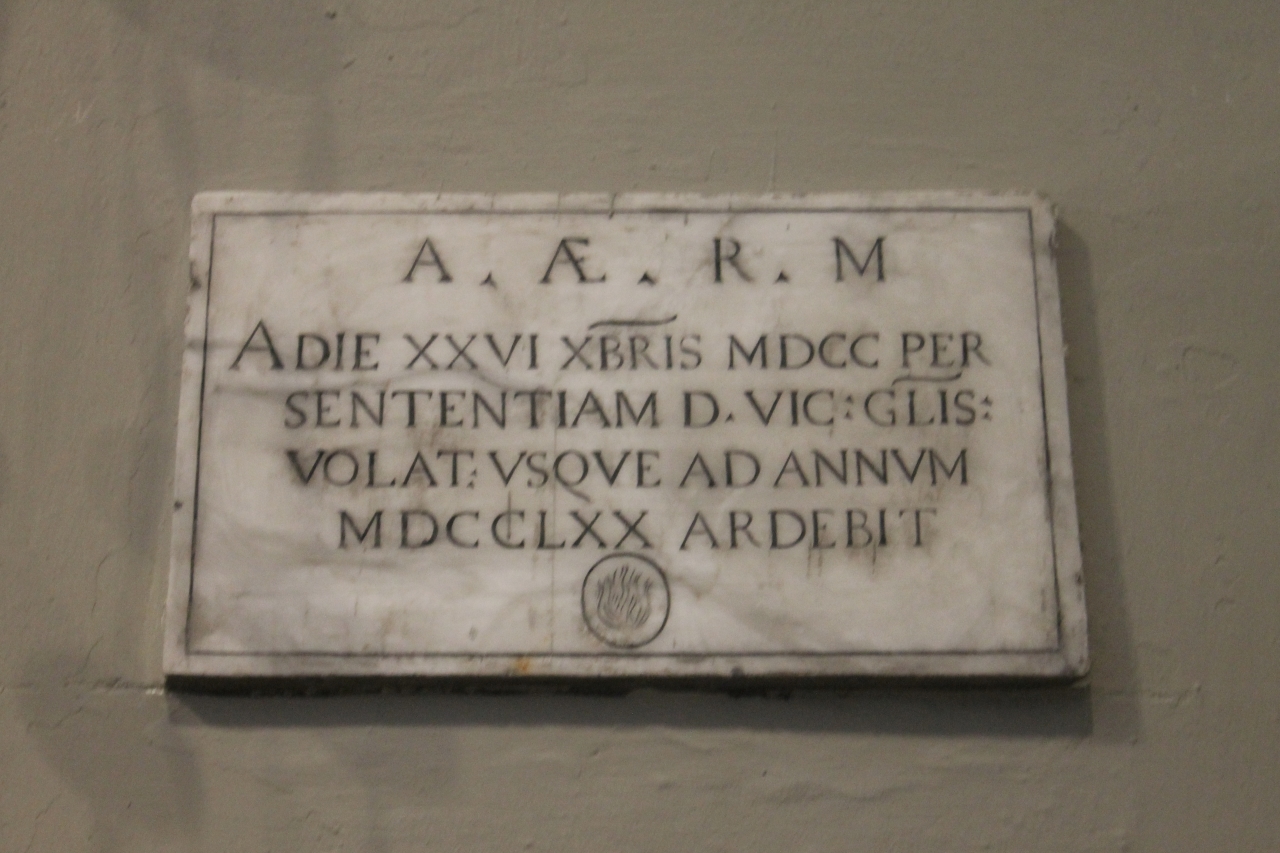 A . Æ . R . M
ADIE XXVI XBRIS MDCC PER
SENTENTIAM D. VIC: GLIS:
VOLAT: VSQVE AD ANNVM
MDCCLXX ARDEBIT